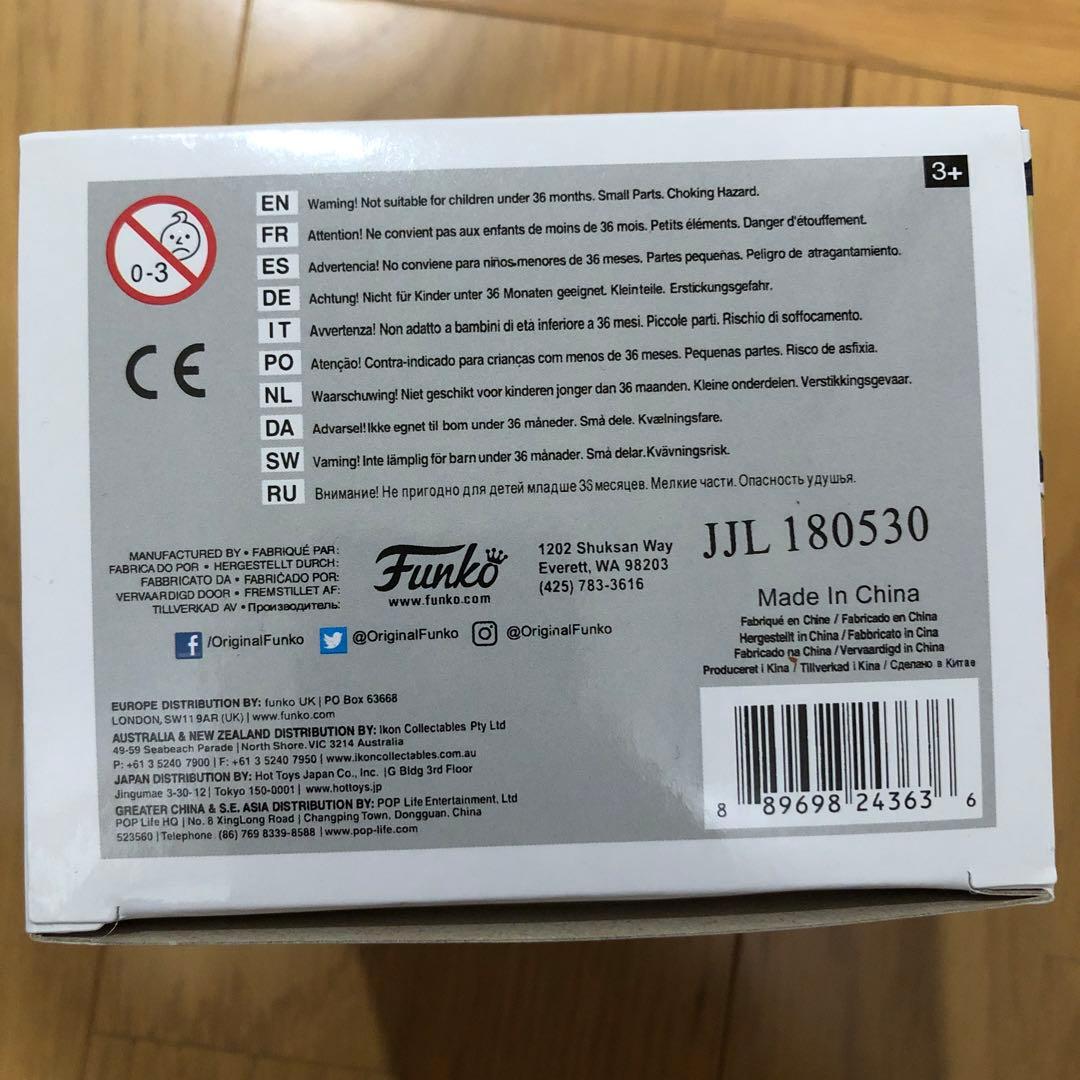 3+
0-3
EN Warning! Not suitable for children under 36 months. Small Parts. Choking Hazard.
FR Attention! Ne convient pas aux enfants de moins de 36 mois. Petits éléments. Danger d'étouffement.
ES Advertencia! No conviene para niños menores de 36 meses. Partes pequeñas. Peligro de atragantamiento.
DE Achtung! Nicht für Kinder unter 36 Monaten geeignet. Kleinteile. Erstickungsgefahr.
IT Avvertenza! Non adatto a bambini di età inferiore a 36 mesi. Piccole parti. Rischio di soffocamento.
PO Atenção! Contra-indicado para crianças com menos de 36 meses. Pequenas partes. Risco de asfixia.
NL Waarschuwing! Niet geschikt voor kinderen jonger dan 36 maanden. Kleine onderdelen. Verstikkingsgevaar.
DA Advarsel! Ikke egnet til bom under 36 måneder. Små dele. Kvælningsfare.
SW Varning! Inte lämplig för barn under 36 månader. Små delar. Kvävningsrisk.
RU Внимание! Не пригодно для детей младше 36 месяцев. Мелкие части. Опасность удушья.
CE
MANUFACTURED BY • FABRIQUÉ PAR:
FABRICADO POR • HERGESTELLT DURCH:
FABBRICATO DA • FABRICADO POR:
VERVAARDIGD DOOR • FREMSTILLET AF:
TILLVERKAD AV • Производитель:
Funko
www.funko.com
1202 Shuksan Way
Everett, WA 98203
(425) 783-3616
JJL 180530
/OriginalFunko @OriginalFunko @OriginalFunko
Made In China
Fabriqué en Chine / Fabricado en China
Hergestellt in China / Fabbricato in Cina
Fabricado na China / Vervaardigd in China
Produceret i Kina / Tillverkad i Kina / Сделано в Китае
EUROPE DISTRIBUTION BY: funko UK | PO Box 63668
LONDON, SW11 9AR (UK) | www.funko.com
AUSTRALIA & NEW ZEALAND DISTRIBUTION BY: Ikon Collectables Pty Ltd
49-59 Seabeach Parade | North Shore. VIC 3214 Australia
P: +61 3 5240 7900 | F: +61 3 5240 7950 | www.ikoncollectables.com.au
JAPAN DISTRIBUTION BY: Hot Toys Japan Co., Inc. |G Bldg 3rd Floor
Jingumae 3-30-12 | Tokyo 150-0001 | www.hottoys.jp
GREATER CHINA & S.E. ASIA DISTRIBUTION BY: POP Life Entertainment, Ltd
POP Life HQ | No. 8 XingLong Road | Changping Town, Dongguan, China
523560 | Telephone (86) 769 8339-8588 | www.pop-life.com
8 89698 24363 6